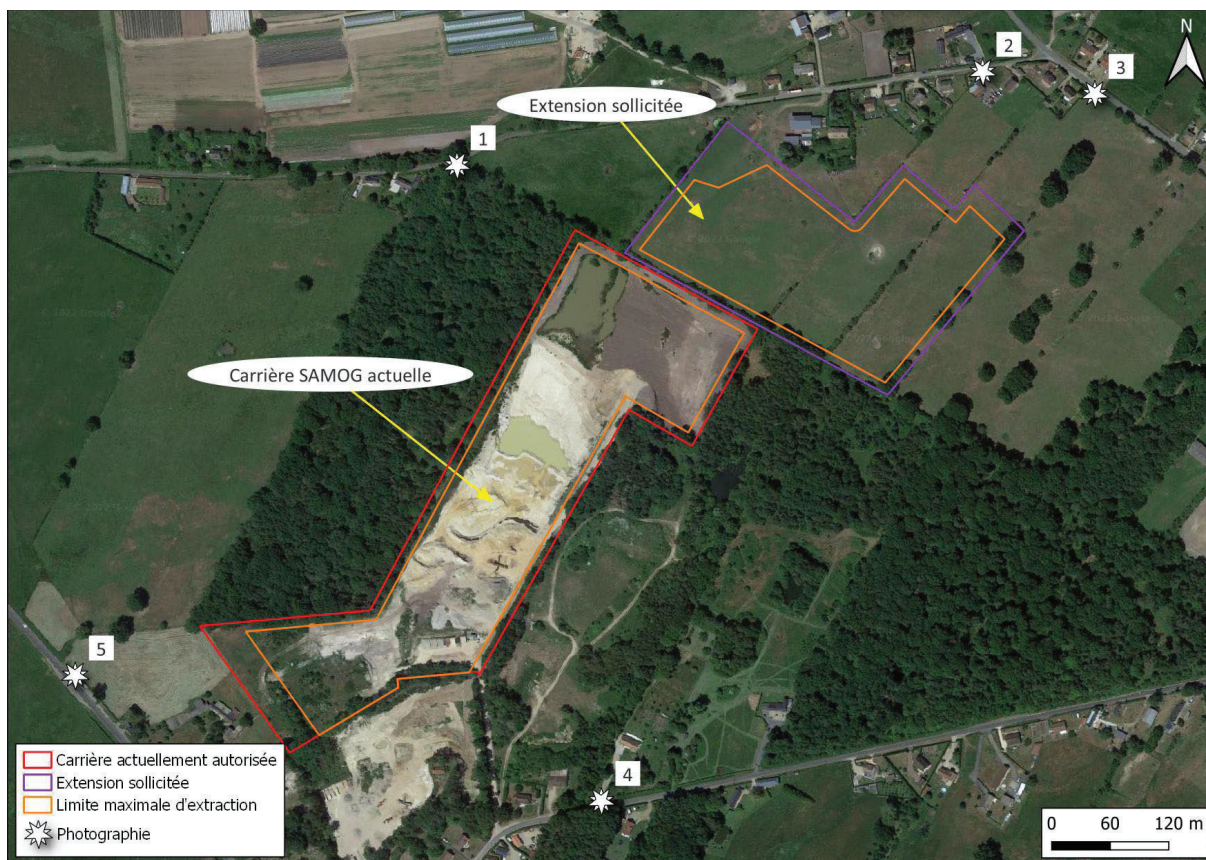 N
2
3
Extension sollicitée
1
Carrière SAMOG actuelle
5
4
Carrière actuellement autorisée
Extension sollicitée
Limite maximale d'extraction
Photographie
0 60 120 m